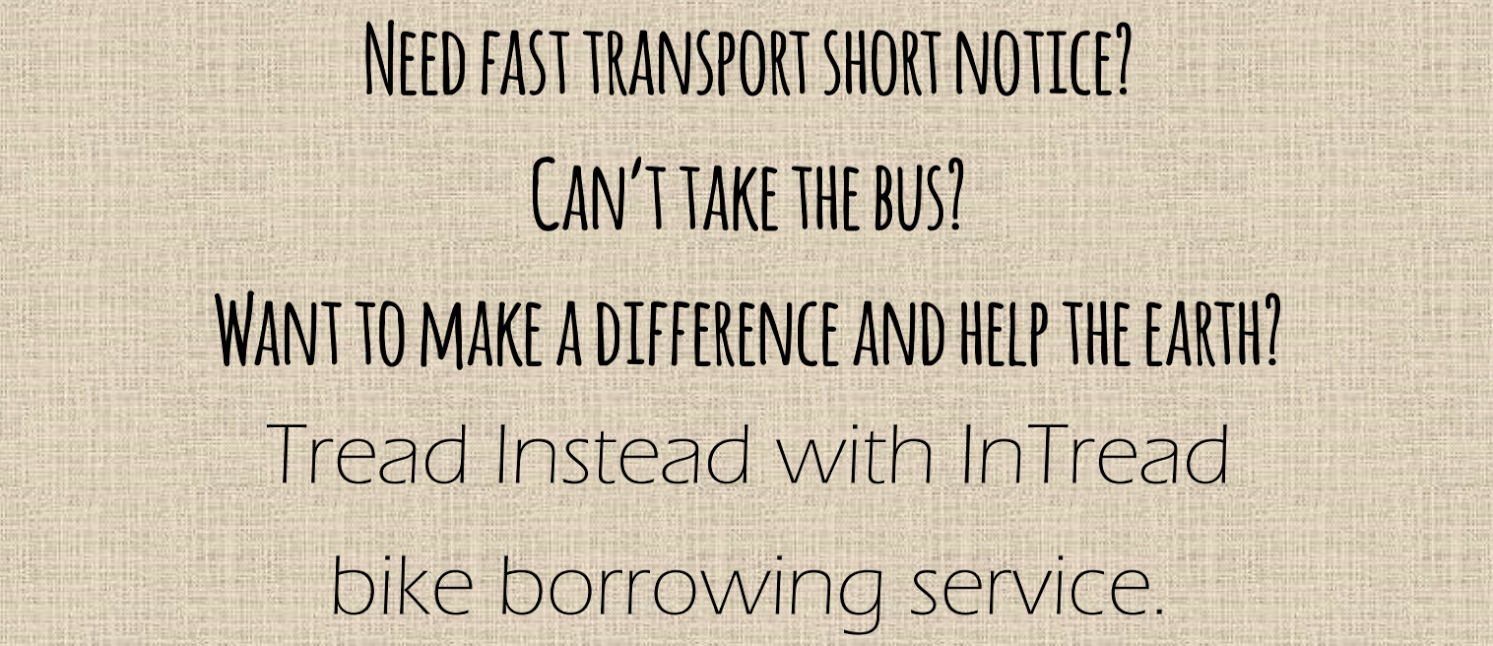 Need fast transport short notice?
Can’t take the bus?
Want to make a difference and help the earth?
Tread Instead with InTread
bike borrowing service.